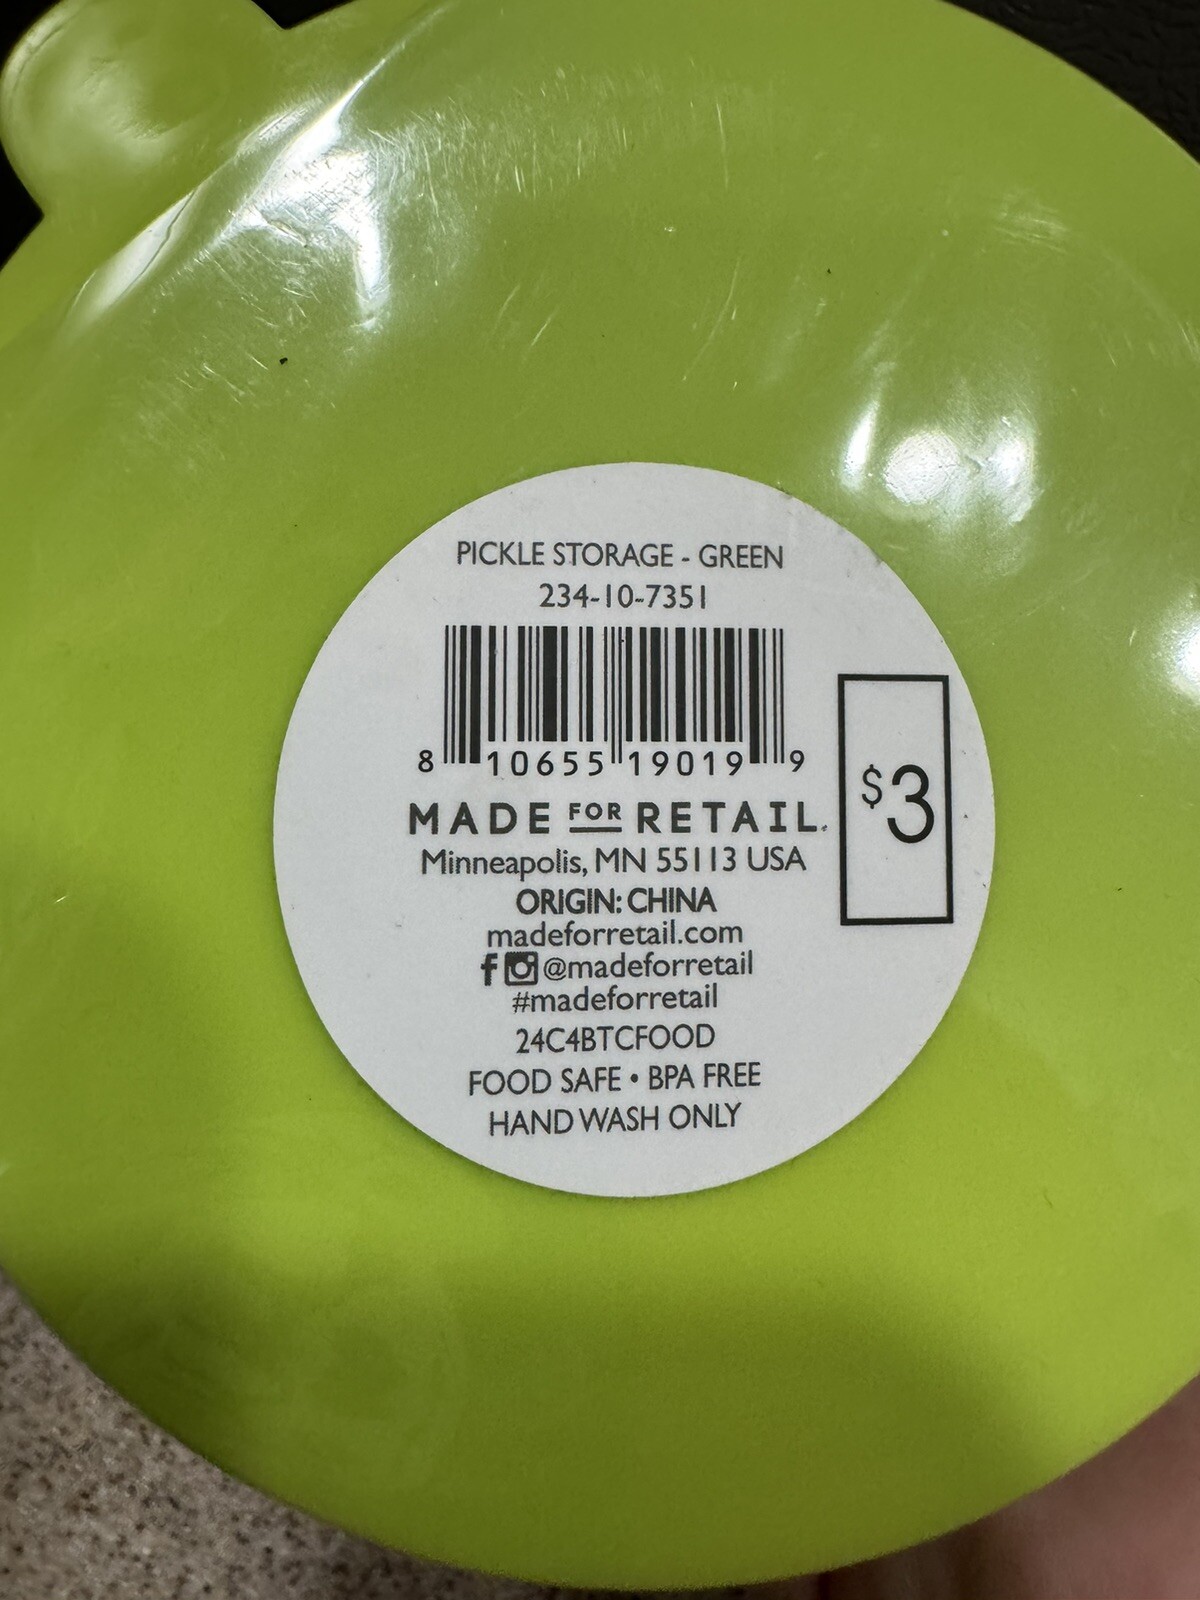 PICKLE STORAGE - GREEN
234-10-7351
8 10655 19019 9
$3
MADE FOR RETAIL.
Minneapolis, MN 55113 USA
ORIGIN: CHINA
madeforretail.com
f @madeforretail
#madeforretail
24C4BTCFOOD
FOOD SAFE • BPA FREE
HAND WASH ONLY